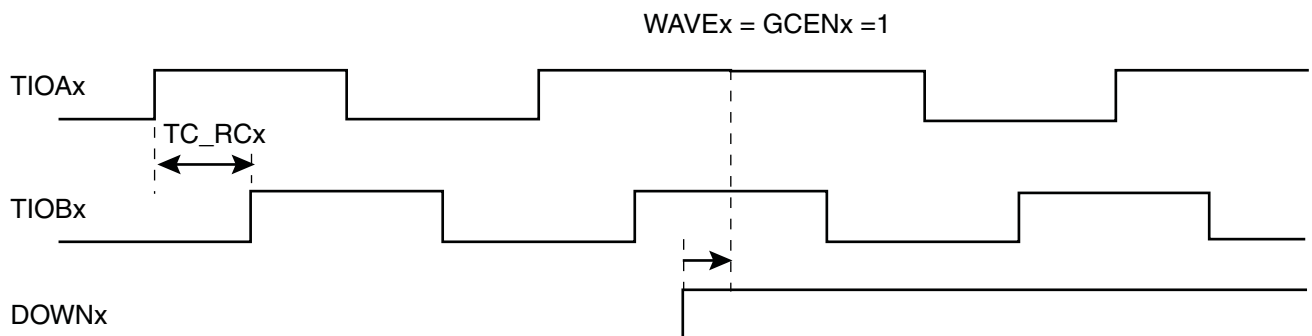 WAVEx = GCENx =1
TIOAx
TC_RCx
TIOBx
DOWNx